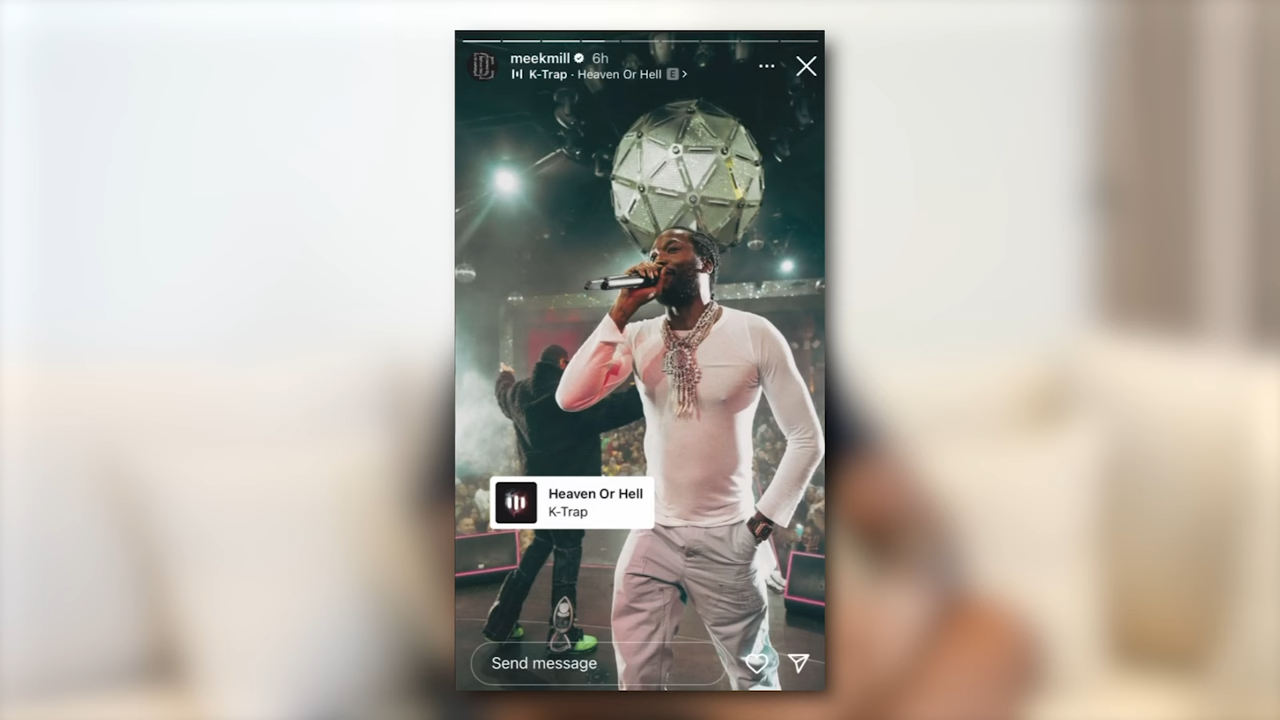 meekmill 6h
K-Trap · Heaven Or Hell E
Heaven Or Hell
K-Trap
Send message